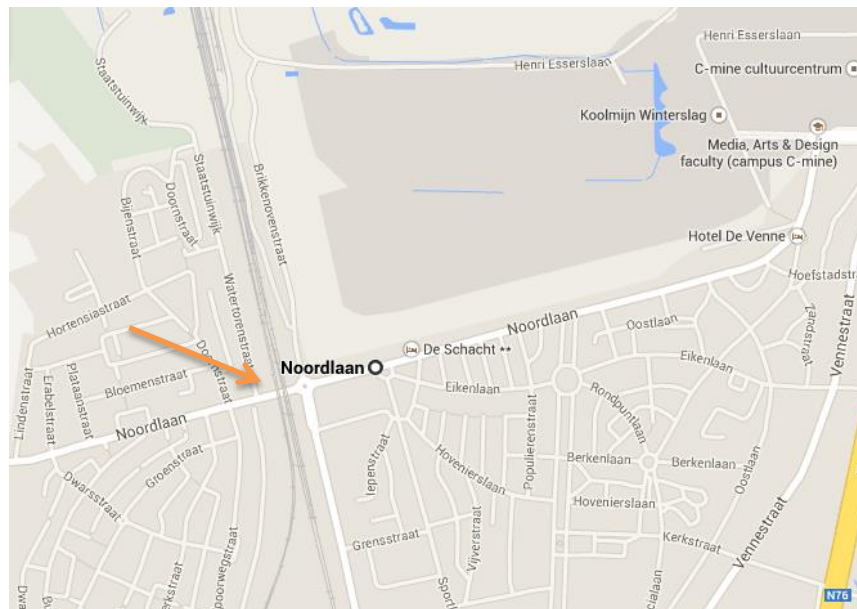 Staatstuinwijk
Henri Esserslaan
Henri Esserslaan
C-mine cultuurcentrum
Koolmijn Winterslag
Media, Arts & Design
faculty (campus C-mine)
Staatstuinwijk
Doornstraat
Bijenstraat
Brikkenovenstraat
Hotel De Venne
Hoefstadstr
Watertorenstraat
Hortensiastraat
Noordlaan
Oostlaan
Zandstraat
Vennestraat
De Schacht **
Noordlaan
Eikenlaan
Eikenlaan
Lindenstraat
Erabelstraat
Plataanstraat
Bloemenstraat
Noordlaan
Rondpuntlaan
Populierenstraat
Iepenstraat
Hovenierslaan
Berkenlaan
Berkenlaan
Oostlaan
Groenstraat
Dwarsstraat
Hovenierslaan
Vennestraat
Grensstraat
Vijverstraat
Kerkstraat
poorwegstraat
N76